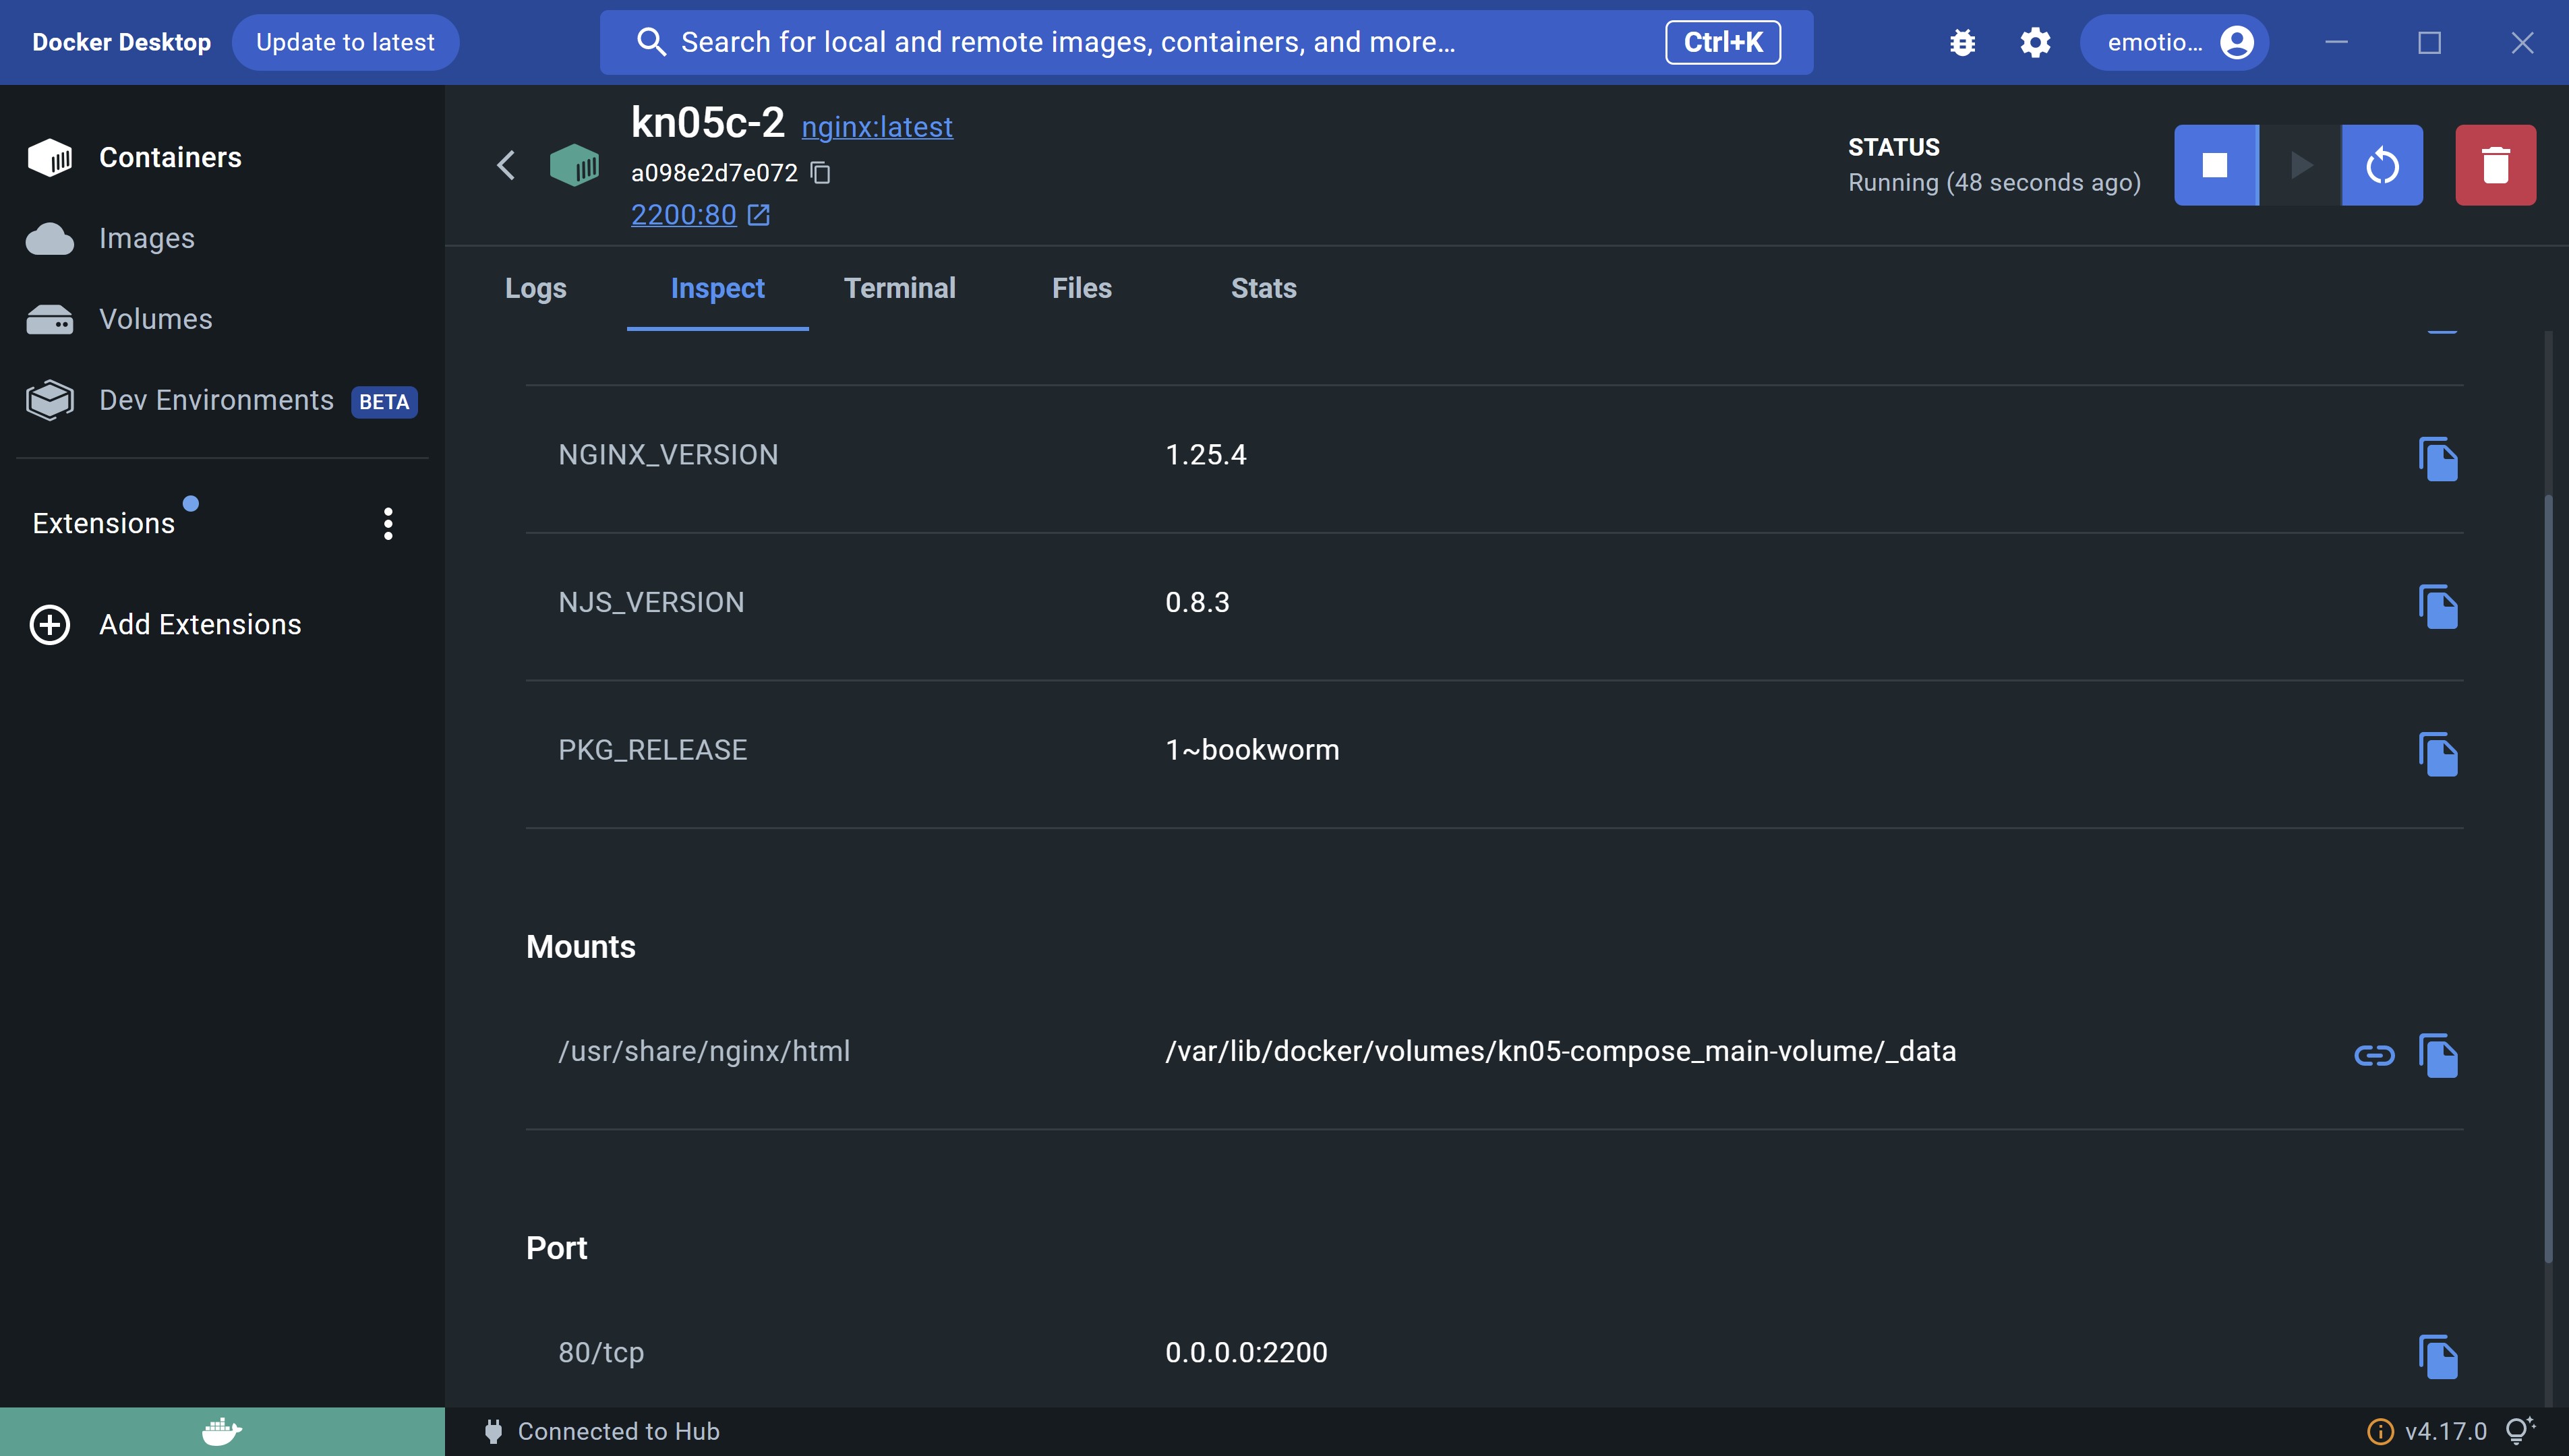 Docker Desktop
Update to latest
Search for local and remote images, containers, and more...
Ctrl+K
emotio...
Containers
Images
Volumes
Dev Environments BETA
Extensions
Add Extensions
kn05c-2 nginx:latest
a098e2d7e072
2200:80
STATUS
Running (48 seconds ago)
Logs Inspect Terminal Files Stats
NGINX_VERSION 1.25.4
NJS_VERSION 0.8.3
PKG_RELEASE 1~bookworm
Mounts
/usr/share/nginx/html /var/lib/docker/volumes/kn05-compose_main-volume/_data
Port
80/tcp 0.0.0.0:2200
Connected to Hub
v4.17.0